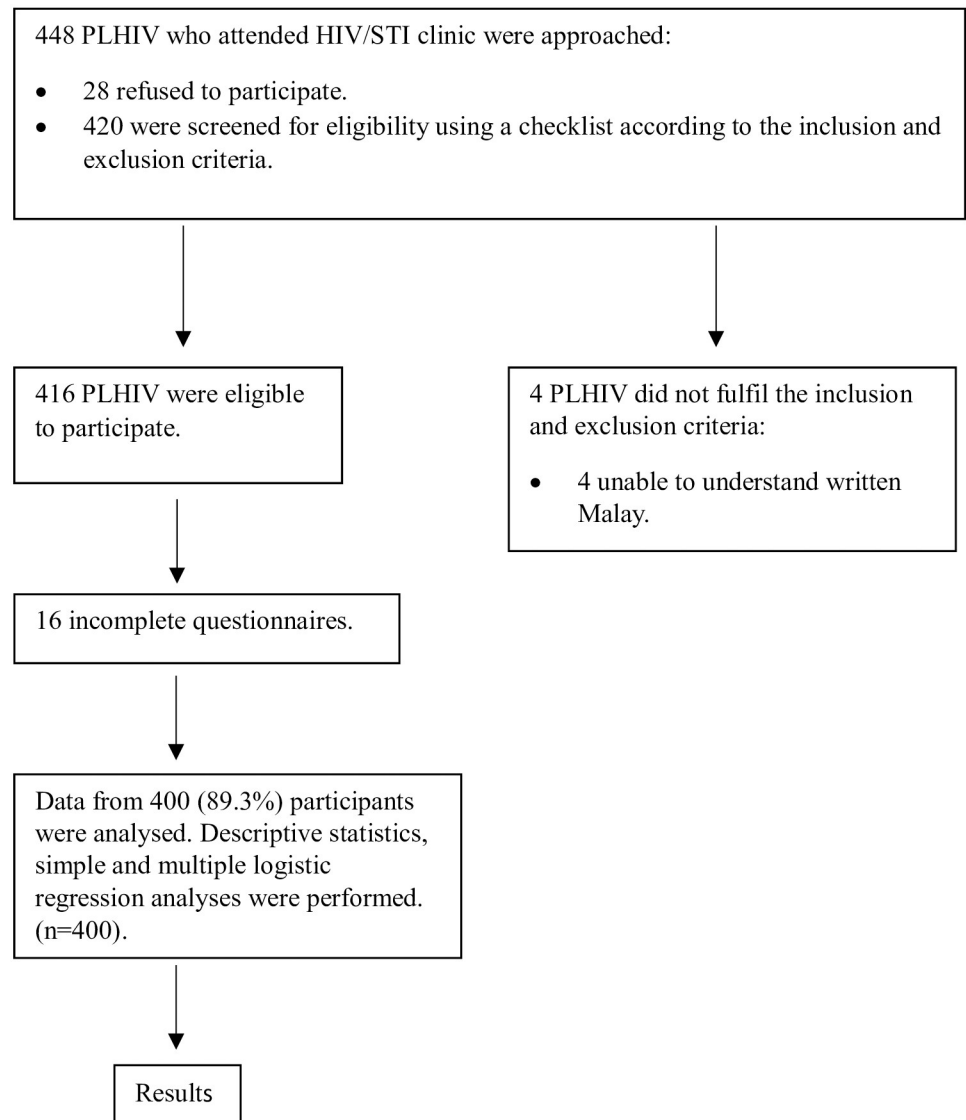 448 PLHIV who attended HIV/STI clinic were approached:
• 28 refused to participate.
• 420 were screened for eligibility using a checklist according to the inclusion and
exclusion criteria.
416 PLHIV were eligible
to participate.
4 PLHIV did not fulfil the inclusion
and exclusion criteria:
• 4 unable to understand written
Malay.
16 incomplete questionnaires.
Data from 400 (89.3%) participants
were analysed. Descriptive statistics,
simple and multiple logistic
regression analyses were performed.
(n=400).
Results